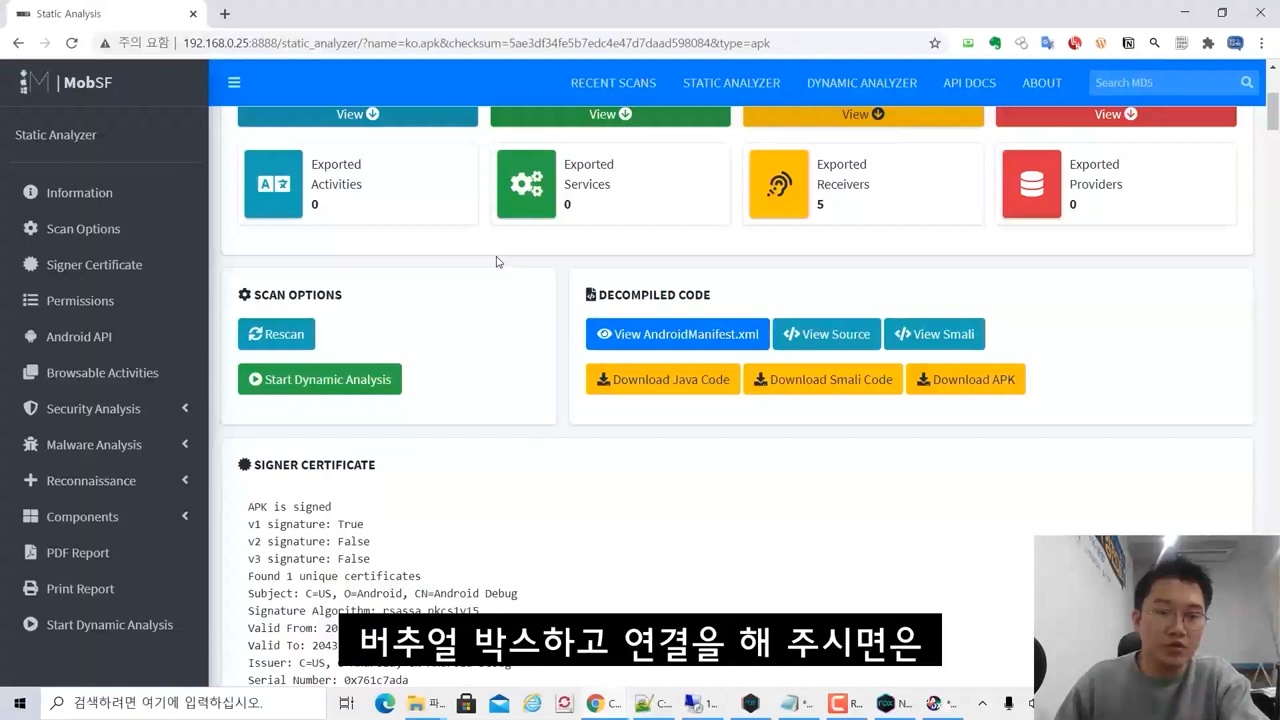 Static Analysis
주의 요함
192.168.0.25:8888/static_analyzer/?name=ko.apk&checksum=5ae3df34fe5b7edc4e47d7daad598084&type=apk
MobSF
RECENT SCANS
STATIC ANALYZER
DYNAMIC ANALYZER
API DOCS
ABOUT
Search MD5
Static Analyzer
Information
Scan Options
Signer Certificate
Permissions
Android API
Browsable Activities
Security Analysis
Malware Analysis
Reconnaissance
Components
PDF Report
Print Report
Start Dynamic Analysis
View
View
View
View
Exported
Activities
0
Exported
Services
0
Exported
Receivers
5
Exported
Providers
0
SCAN OPTIONS
Rescan
Start Dynamic Analysis
DECOMPILED CODE
View AndroidManifest.xml
View Source
View Smali
Download Java Code
Download Smali Code
Download APK
SIGNER CERTIFICATE
APK is signed
v1 signature: True
v2 signature: False
v3 signature: False
Found 1 unique certificates
Subject: C=US, O=Android, CN=Android Debug
Signature Algorithm: rsassa_pkcs1v15
Valid From: 20
Valid To: 2043
Issuer: C=US
Serial Number: 0x761c7ada
버추얼 박스하고 연결을 해 주시면은
검색하려면 여기에 입력하십시오.
파...
C...
C...
1...
R...
N...